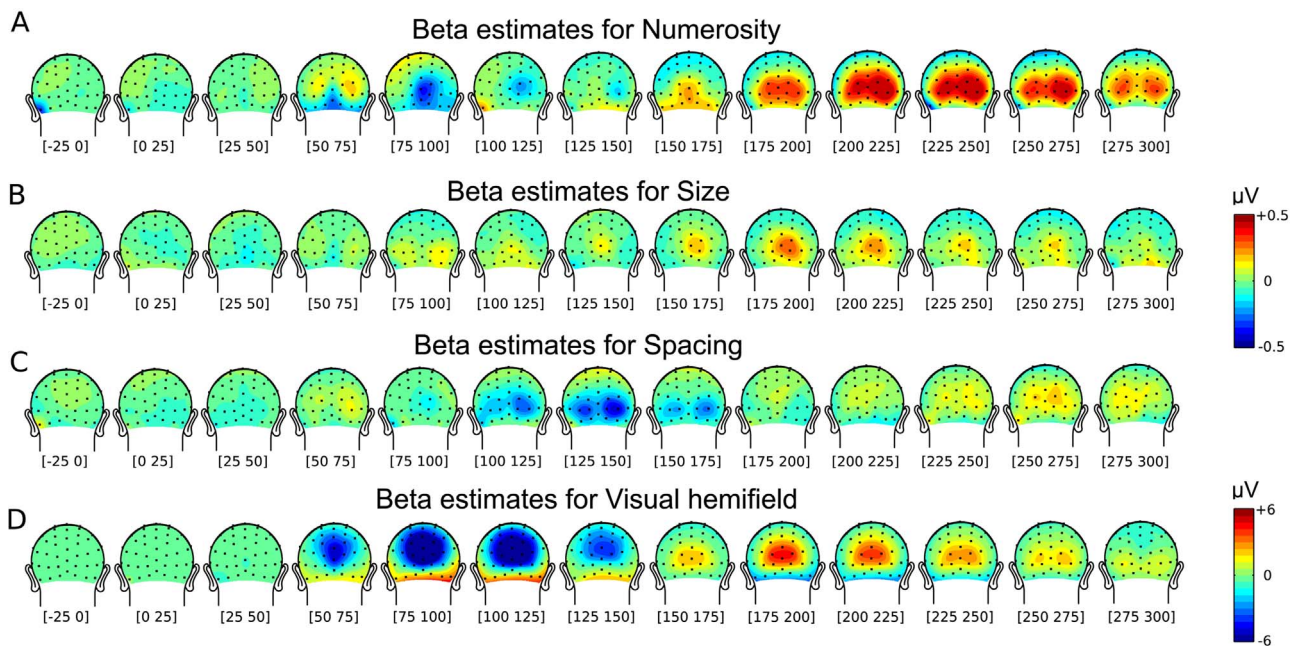 A
Beta estimates for Numerosity
[-25 0] [0 25] [25 50] [50 75] [75 100] [100 125] [125 150] [150 175] [175 200] [200 225] [225 250] [250 275] [275 300]
B
Beta estimates for Size
[-25 0] [0 25] [25 50] [50 75] [75 100] [100 125] [125 150] [150 175] [175 200] [200 225] [225 250] [250 275] [275 300]
µV
+0.5
0
-0.5
C
Beta estimates for Spacing
[-25 0] [0 25] [25 50] [50 75] [75 100] [100 125] [125 150] [150 175] [175 200] [200 225] [225 250] [250 275] [275 300]
D
Beta estimates for Visual hemifield
[-25 0] [0 25] [25 50] [50 75] [75 100] [100 125] [125 150] [150 175] [175 200] [200 225] [225 250] [250 275] [275 300]
µV
+6
0
-6